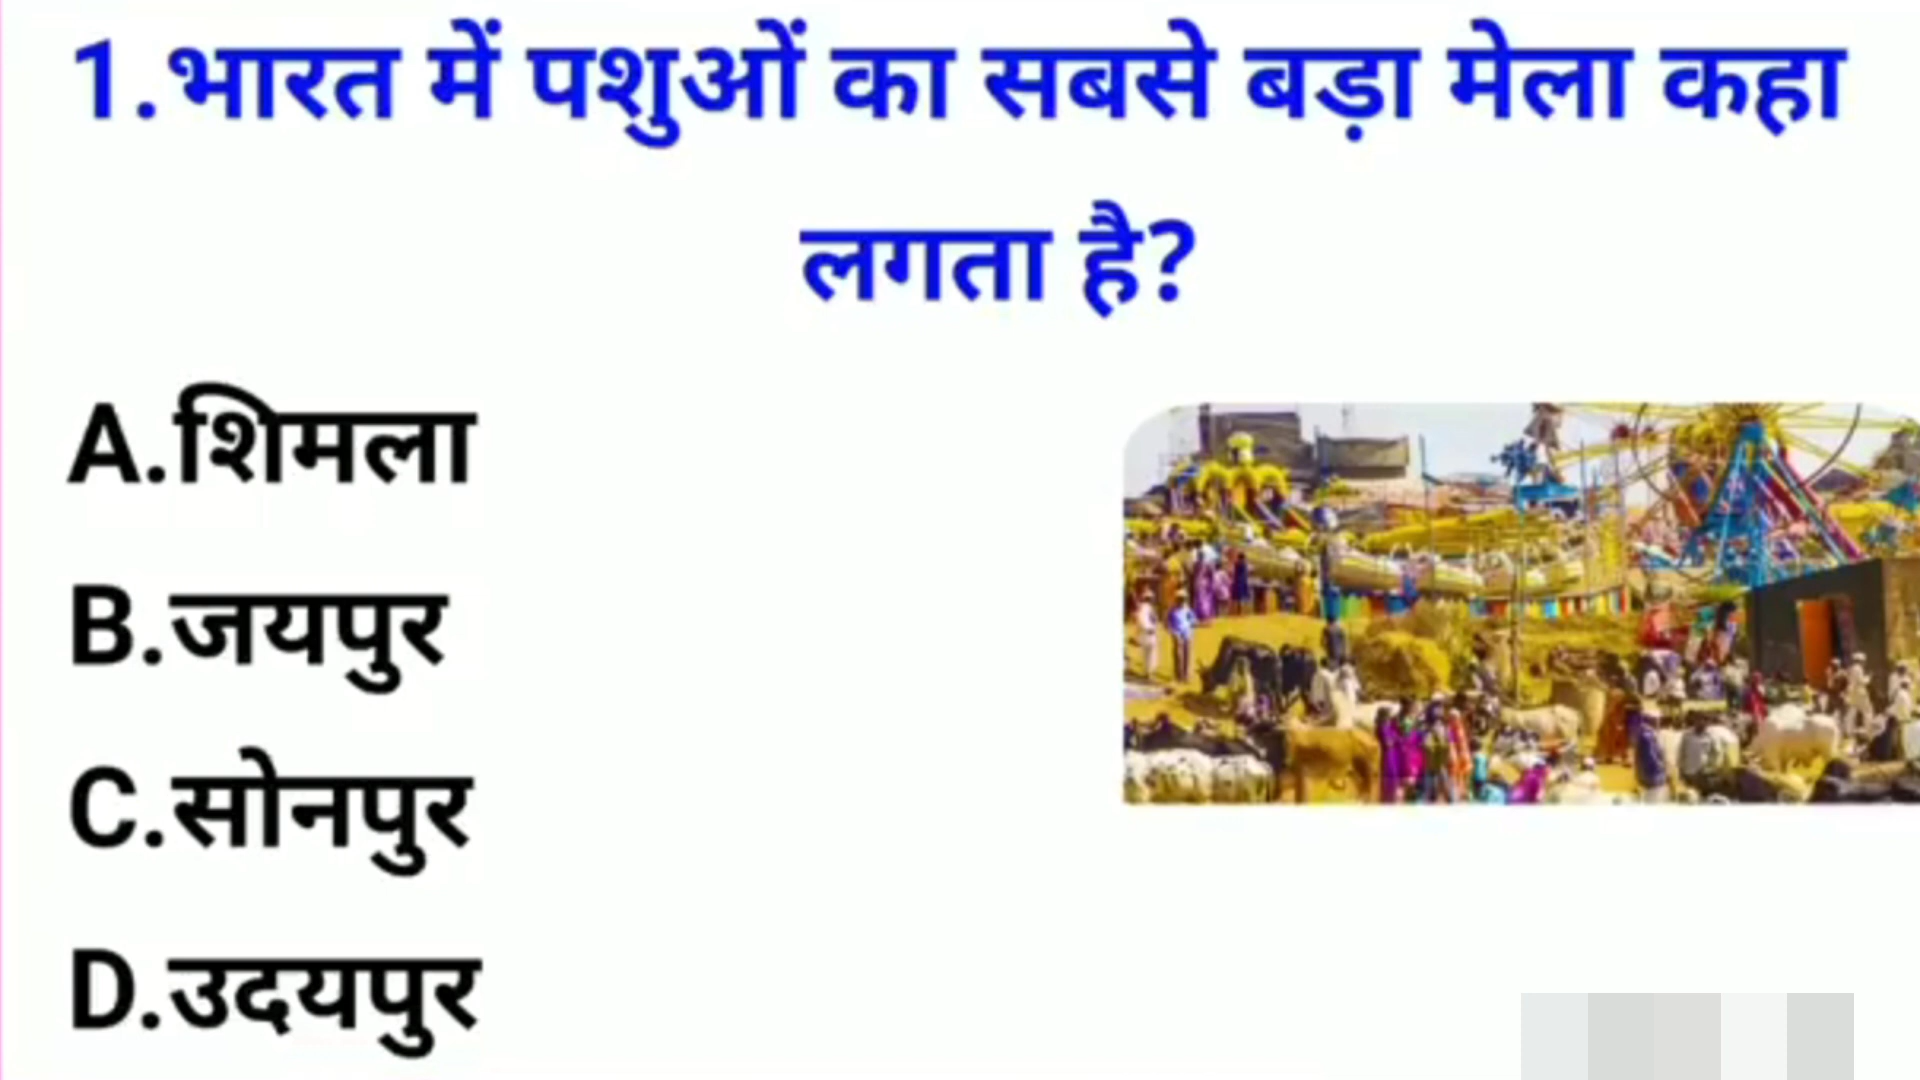 1.भारत में पशुओं का सबसे बड़ा मेला कहा
लगता है?
A.शिमला
B.जयपुर
C.सोनपुर
D.उदयपुर